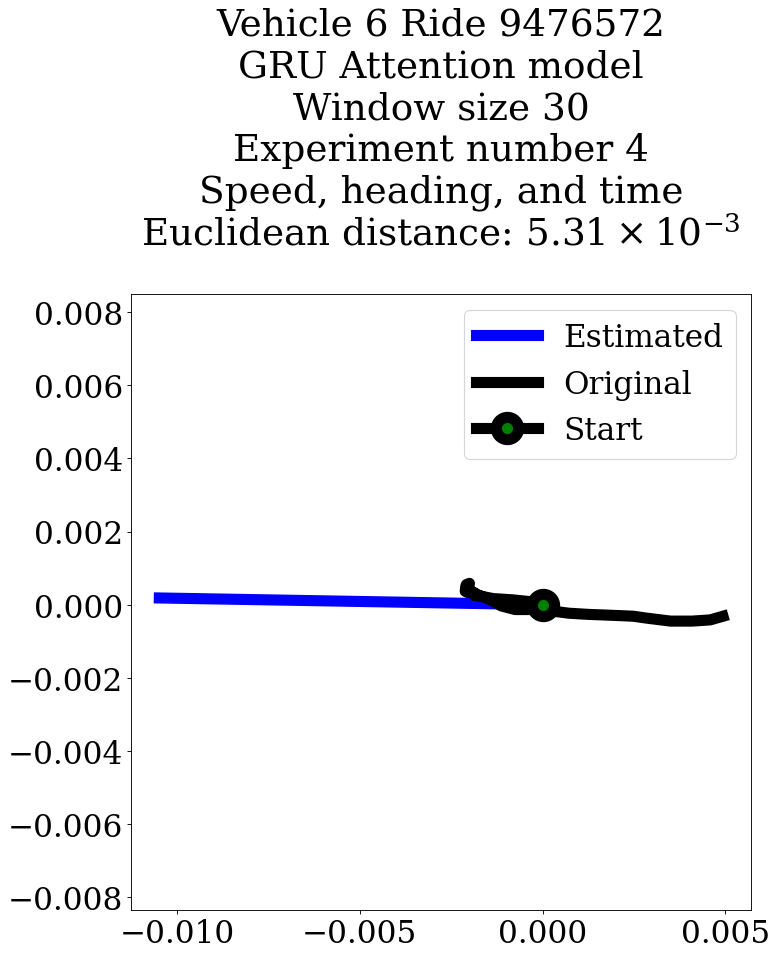 Vehicle 6 Ride 9476572
GRU Attention model
Window size 30
Experiment number 4
Speed, heading, and time
Euclidean distance: 5.31 × 10⁻³
Estimated
Original
Start
0.008
0.006
0.004
0.002
0.000
−0.002
−0.004
−0.006
−0.008
−0.010 −0.005 0.000 0.005